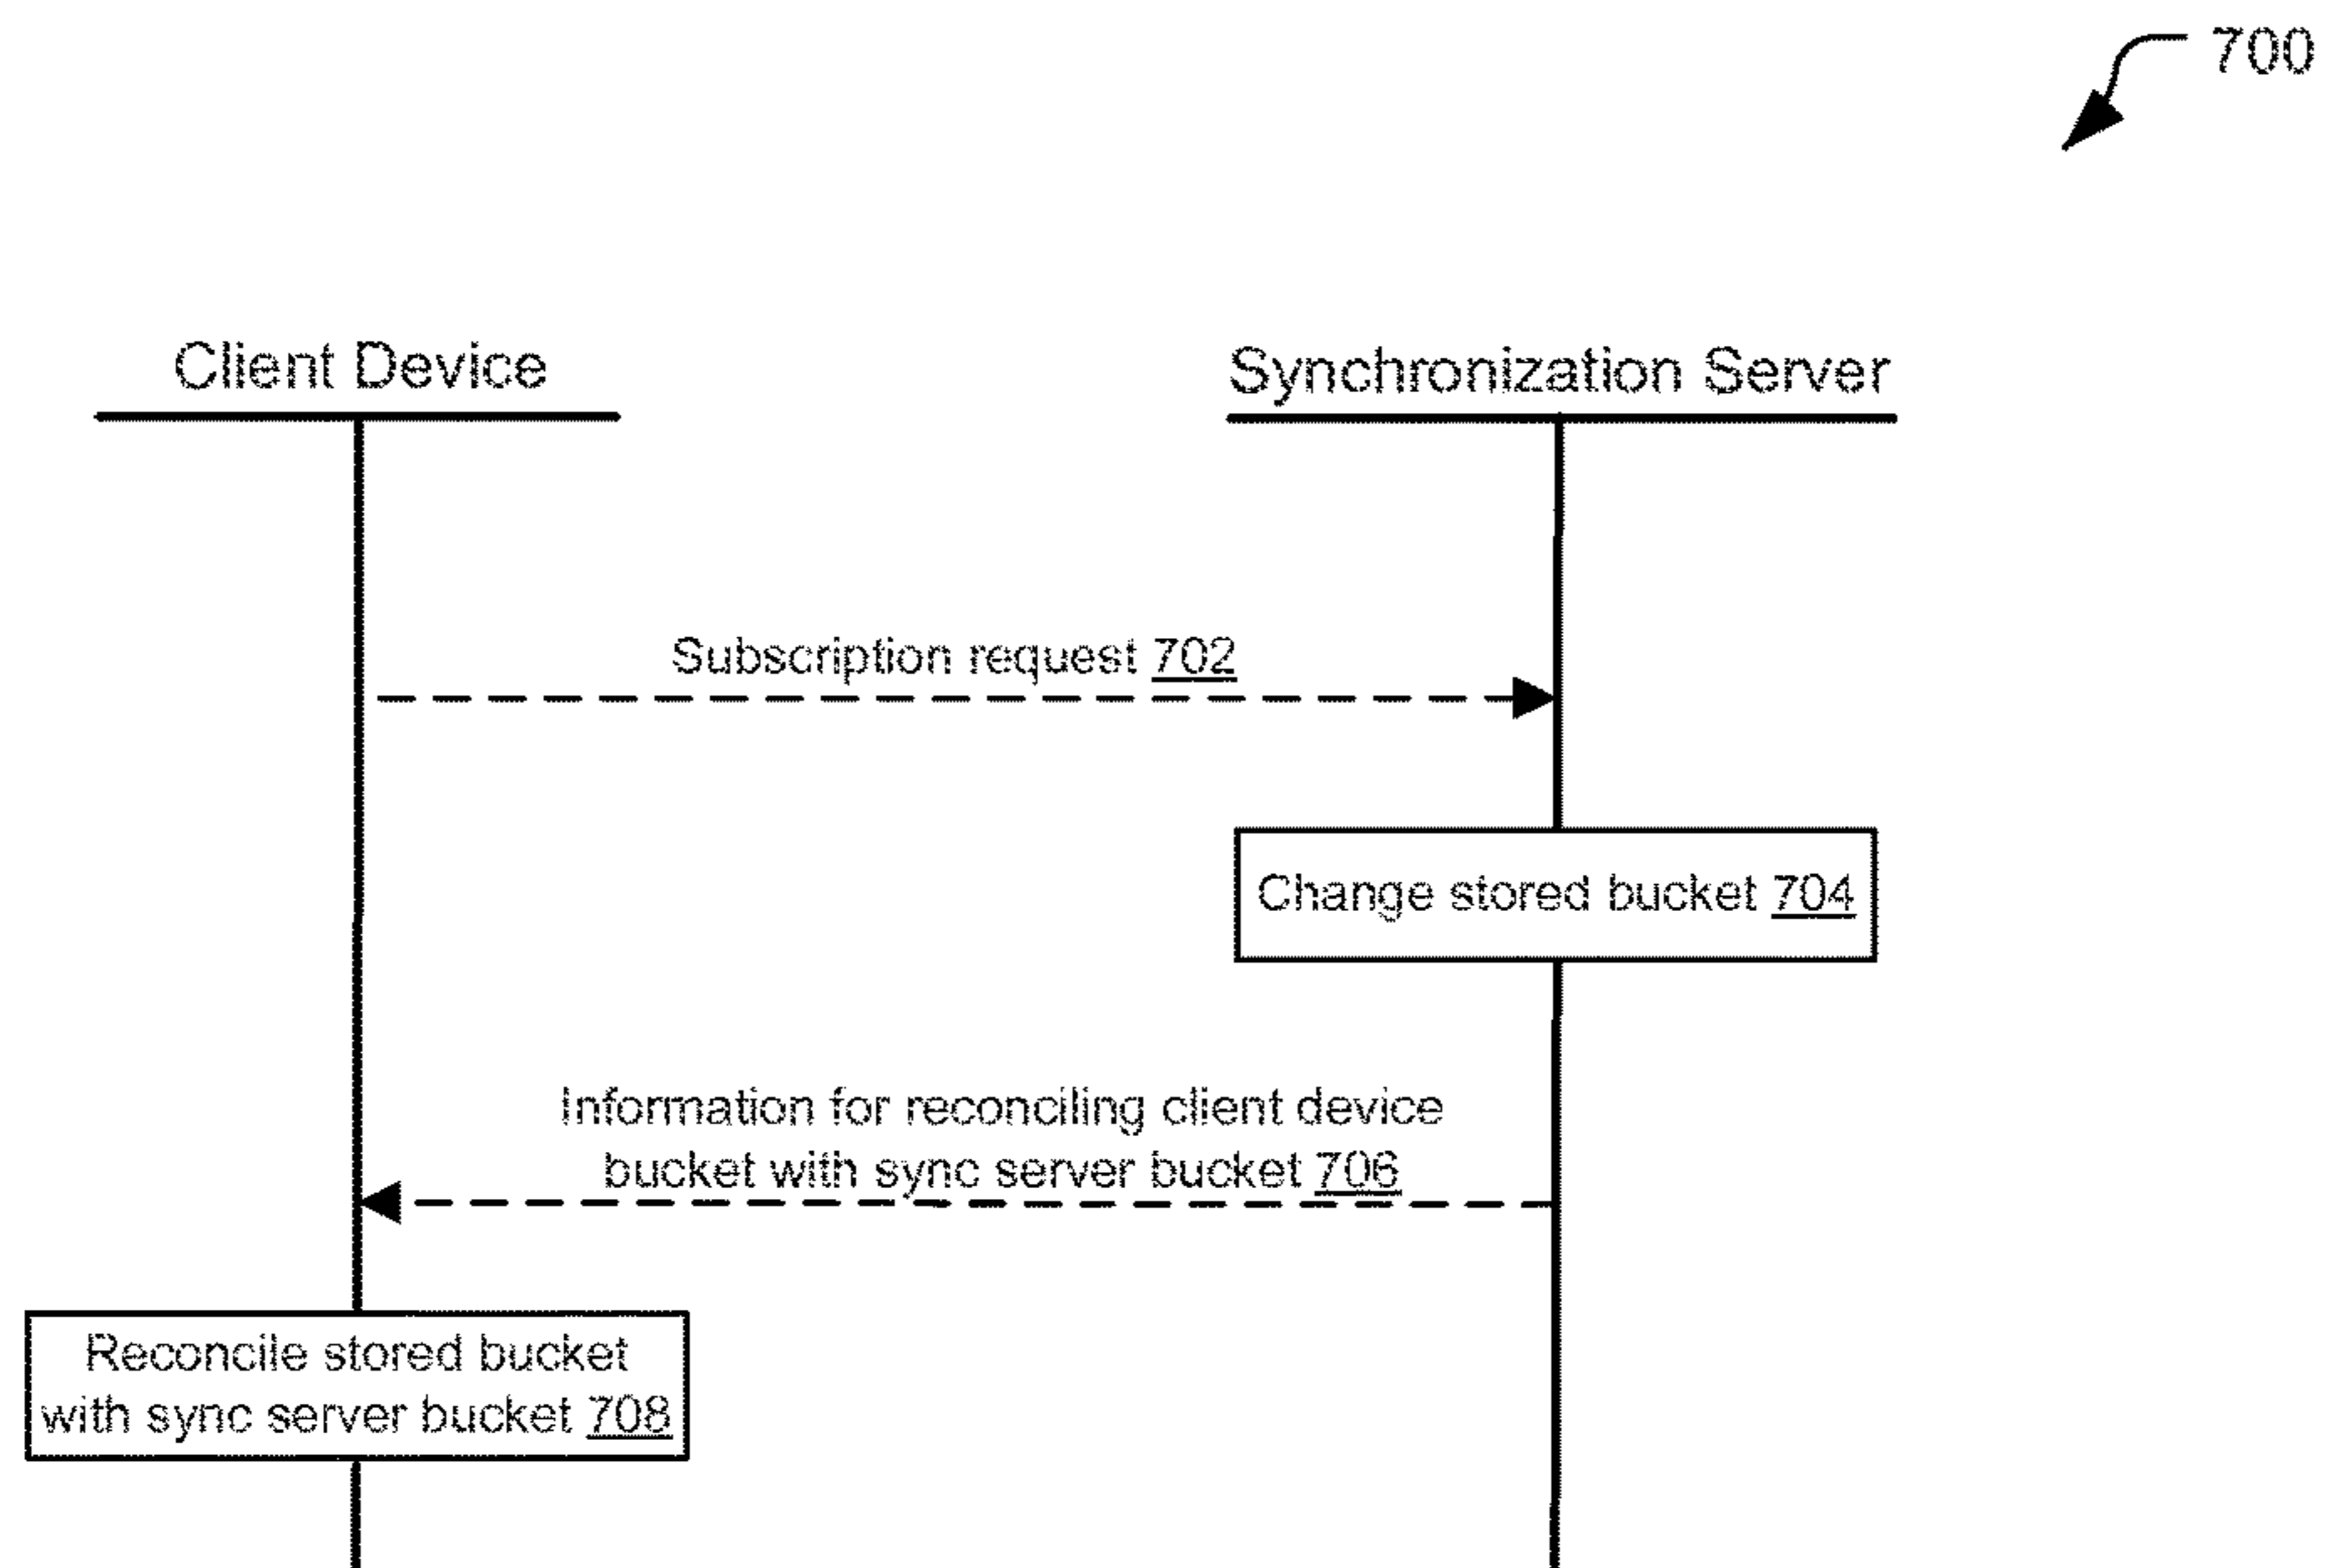 700
Client Device
Synchronization Server
Subscription request 702
Change stored bucket 704
Information for reconciling client device
bucket with sync server bucket 706
Reconcile stored bucket
with sync server bucket 708